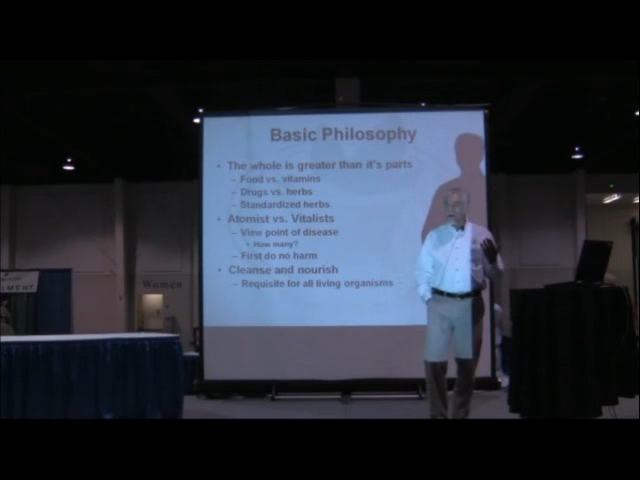 Basic Philosophy
• The whole is greater than it's parts
– Food vs. vitamins
– Drugs vs. herbs
– Standardized herbs
• Atomist vs. Vitalists
– View point of disease
• How many?
– First do no harm
• Cleanse and nourish
– Requisite for all living organisms
Women
LMENT